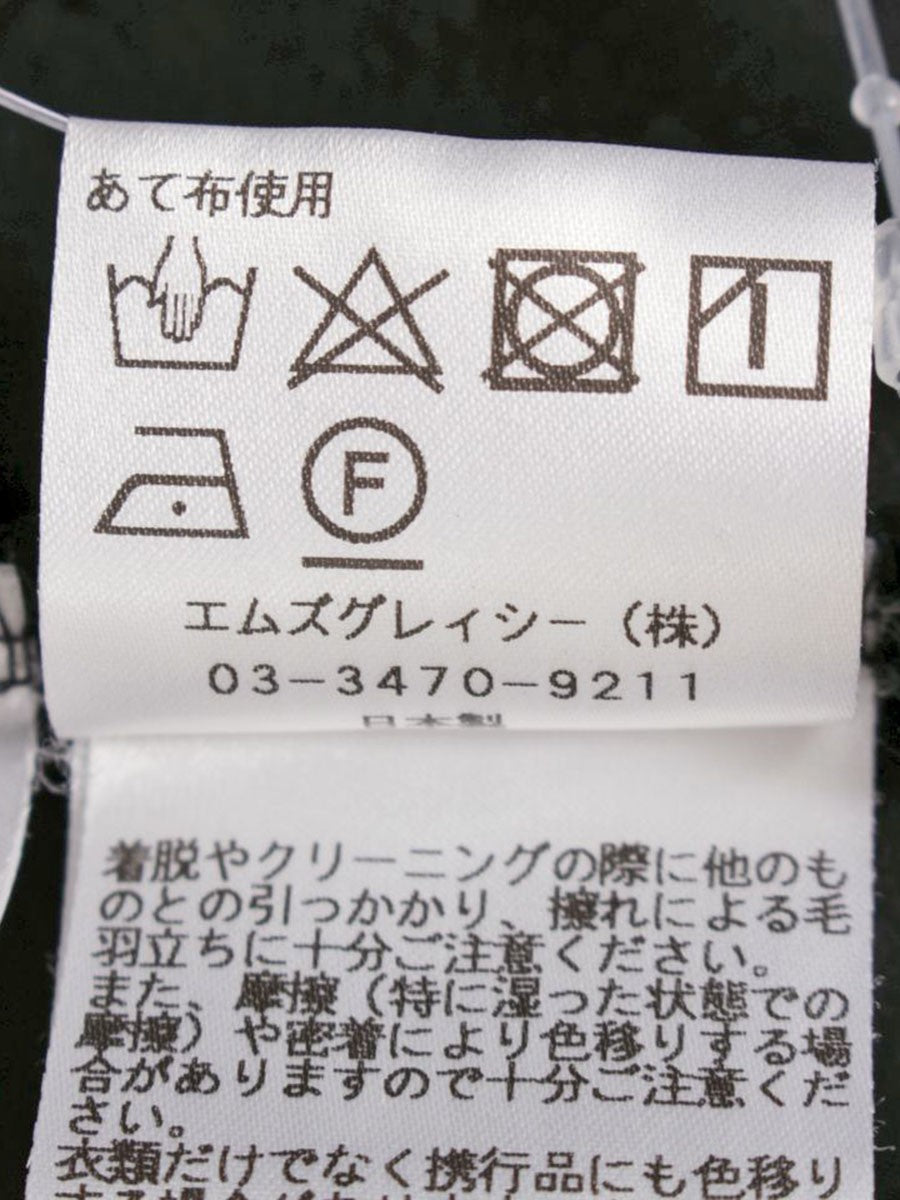 あて布使用
F
エムズグレィシー（株）
03-3470-9211
日本製
着脱やクリーニングの際に他のも
のとの引っかかり、擦れによる毛
羽立ちに十分ご注意ください。
また、摩擦（特に湿った状態での
摩擦）や密着により色移りする場
合がありますので十分ご注意くだ
さい。
衣類だけでなく携行品にも色移り